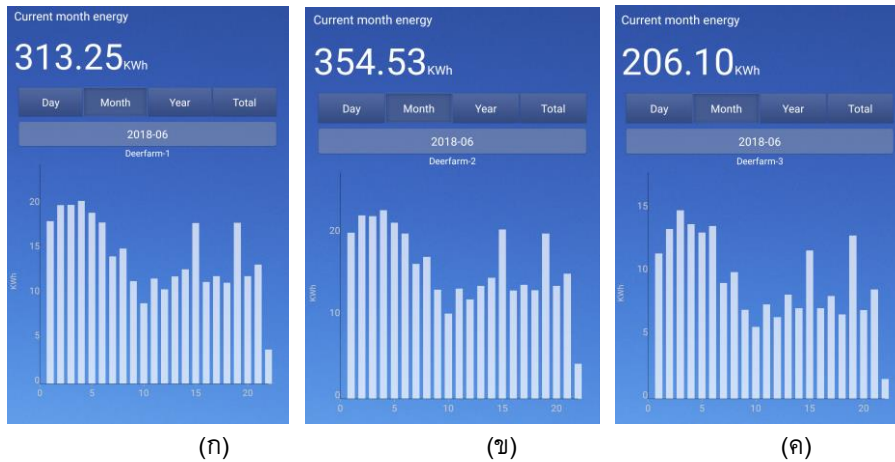 Current month energy
313.25KWh
Day Month Year Total
2018-06
Deerfarm-1
20
15
10
5
0
KWh
0 5 10 15 20
(ก)
Current month energy
354.53KWh
Day Month Year Total
2018-06
Deerfarm-2
20
10
0
KWh
0 5 10 15 20
(ข)
Current month energy
206.10KWh
Day Month Year Total
2018-06
Deerfarm-3
15
10
5
0
KWh
0 5 10 15 20
(ค)